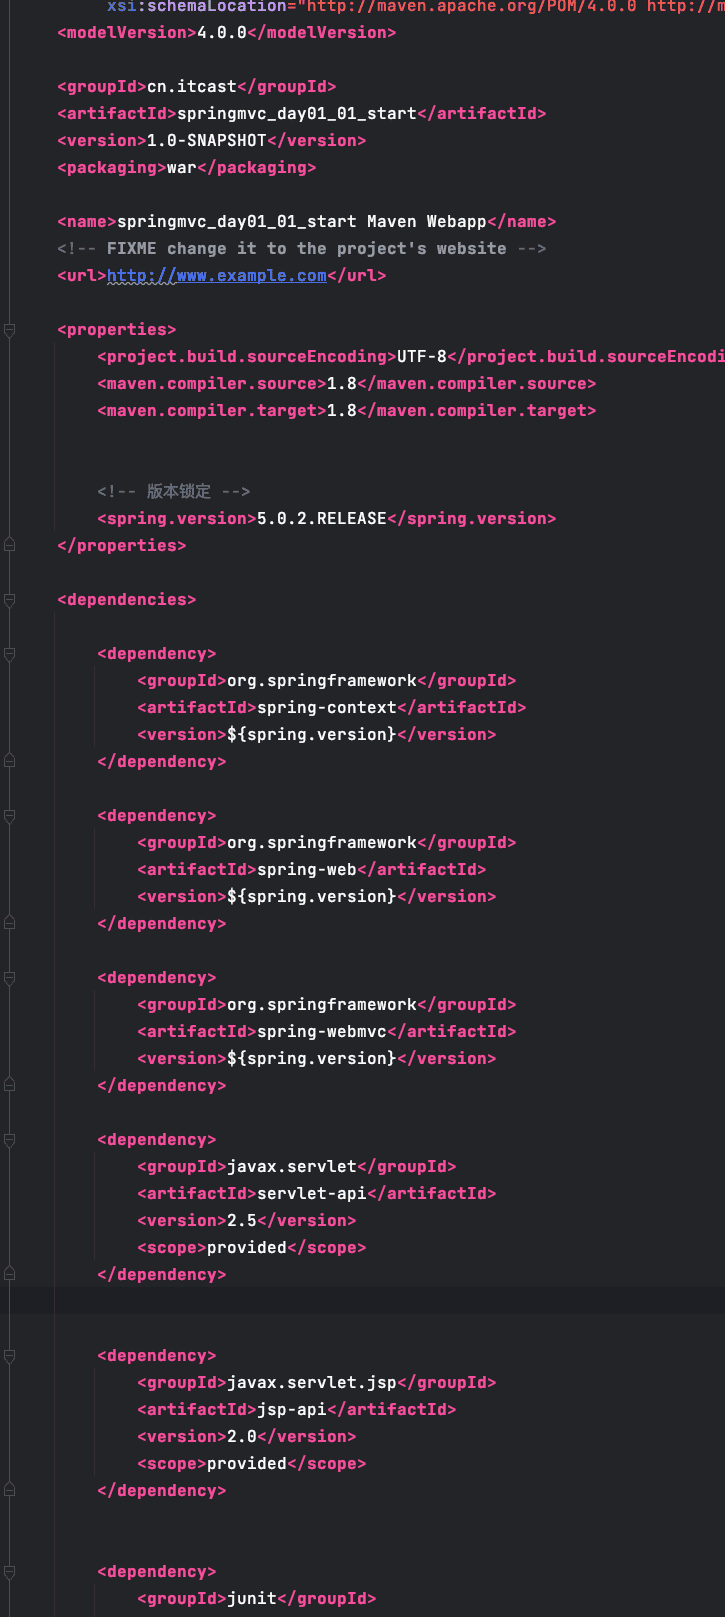 xsi:schemaLocation="http://maven.apache.org/POM/4.0.0 http://m
<modelVersion>4.0.0</modelVersion>
<groupId>cn.itcast</groupId>
<artifactId>springmvc_day01_01_start</artifactId>
<version>1.0-SNAPSHOT</version>
<packaging>war</packaging>
<name>springmvc_day01_01_start Maven Webapp</name>
<!-- FIXME change it to the project's website -->
<url>http://www.example.com</url>
<properties>
<project.build.sourceEncoding>UTF-8</project.build.sourceEncodi
<maven.compiler.source>1.8</maven.compiler.source>
<maven.compiler.target>1.8</maven.compiler.target>
<!-- 版本锁定 -->
<spring.version>5.0.2.RELEASE</spring.version>
</properties>
<dependencies>
<dependency>
<groupId>org.springframework</groupId>
<artifactId>spring-context</artifactId>
<version>${spring.version}</version>
</dependency>
<dependency>
<groupId>org.springframework</groupId>
<artifactId>spring-web</artifactId>
<version>${spring.version}</version>
</dependency>
<dependency>
<groupId>org.springframework</groupId>
<artifactId>spring-webmvc</artifactId>
<version>${spring.version}</version>
</dependency>
<dependency>
<groupId>javax.servlet</groupId>
<artifactId>servlet-api</artifactId>
<version>2.5</version>
<scope>provided</scope>
</dependency>
<dependency>
<groupId>javax.servlet.jsp</groupId>
<artifactId>jsp-api</artifactId>
<version>2.0</version>
<scope>provided</scope>
</dependency>
<dependency>
<groupId>junit</groupId>